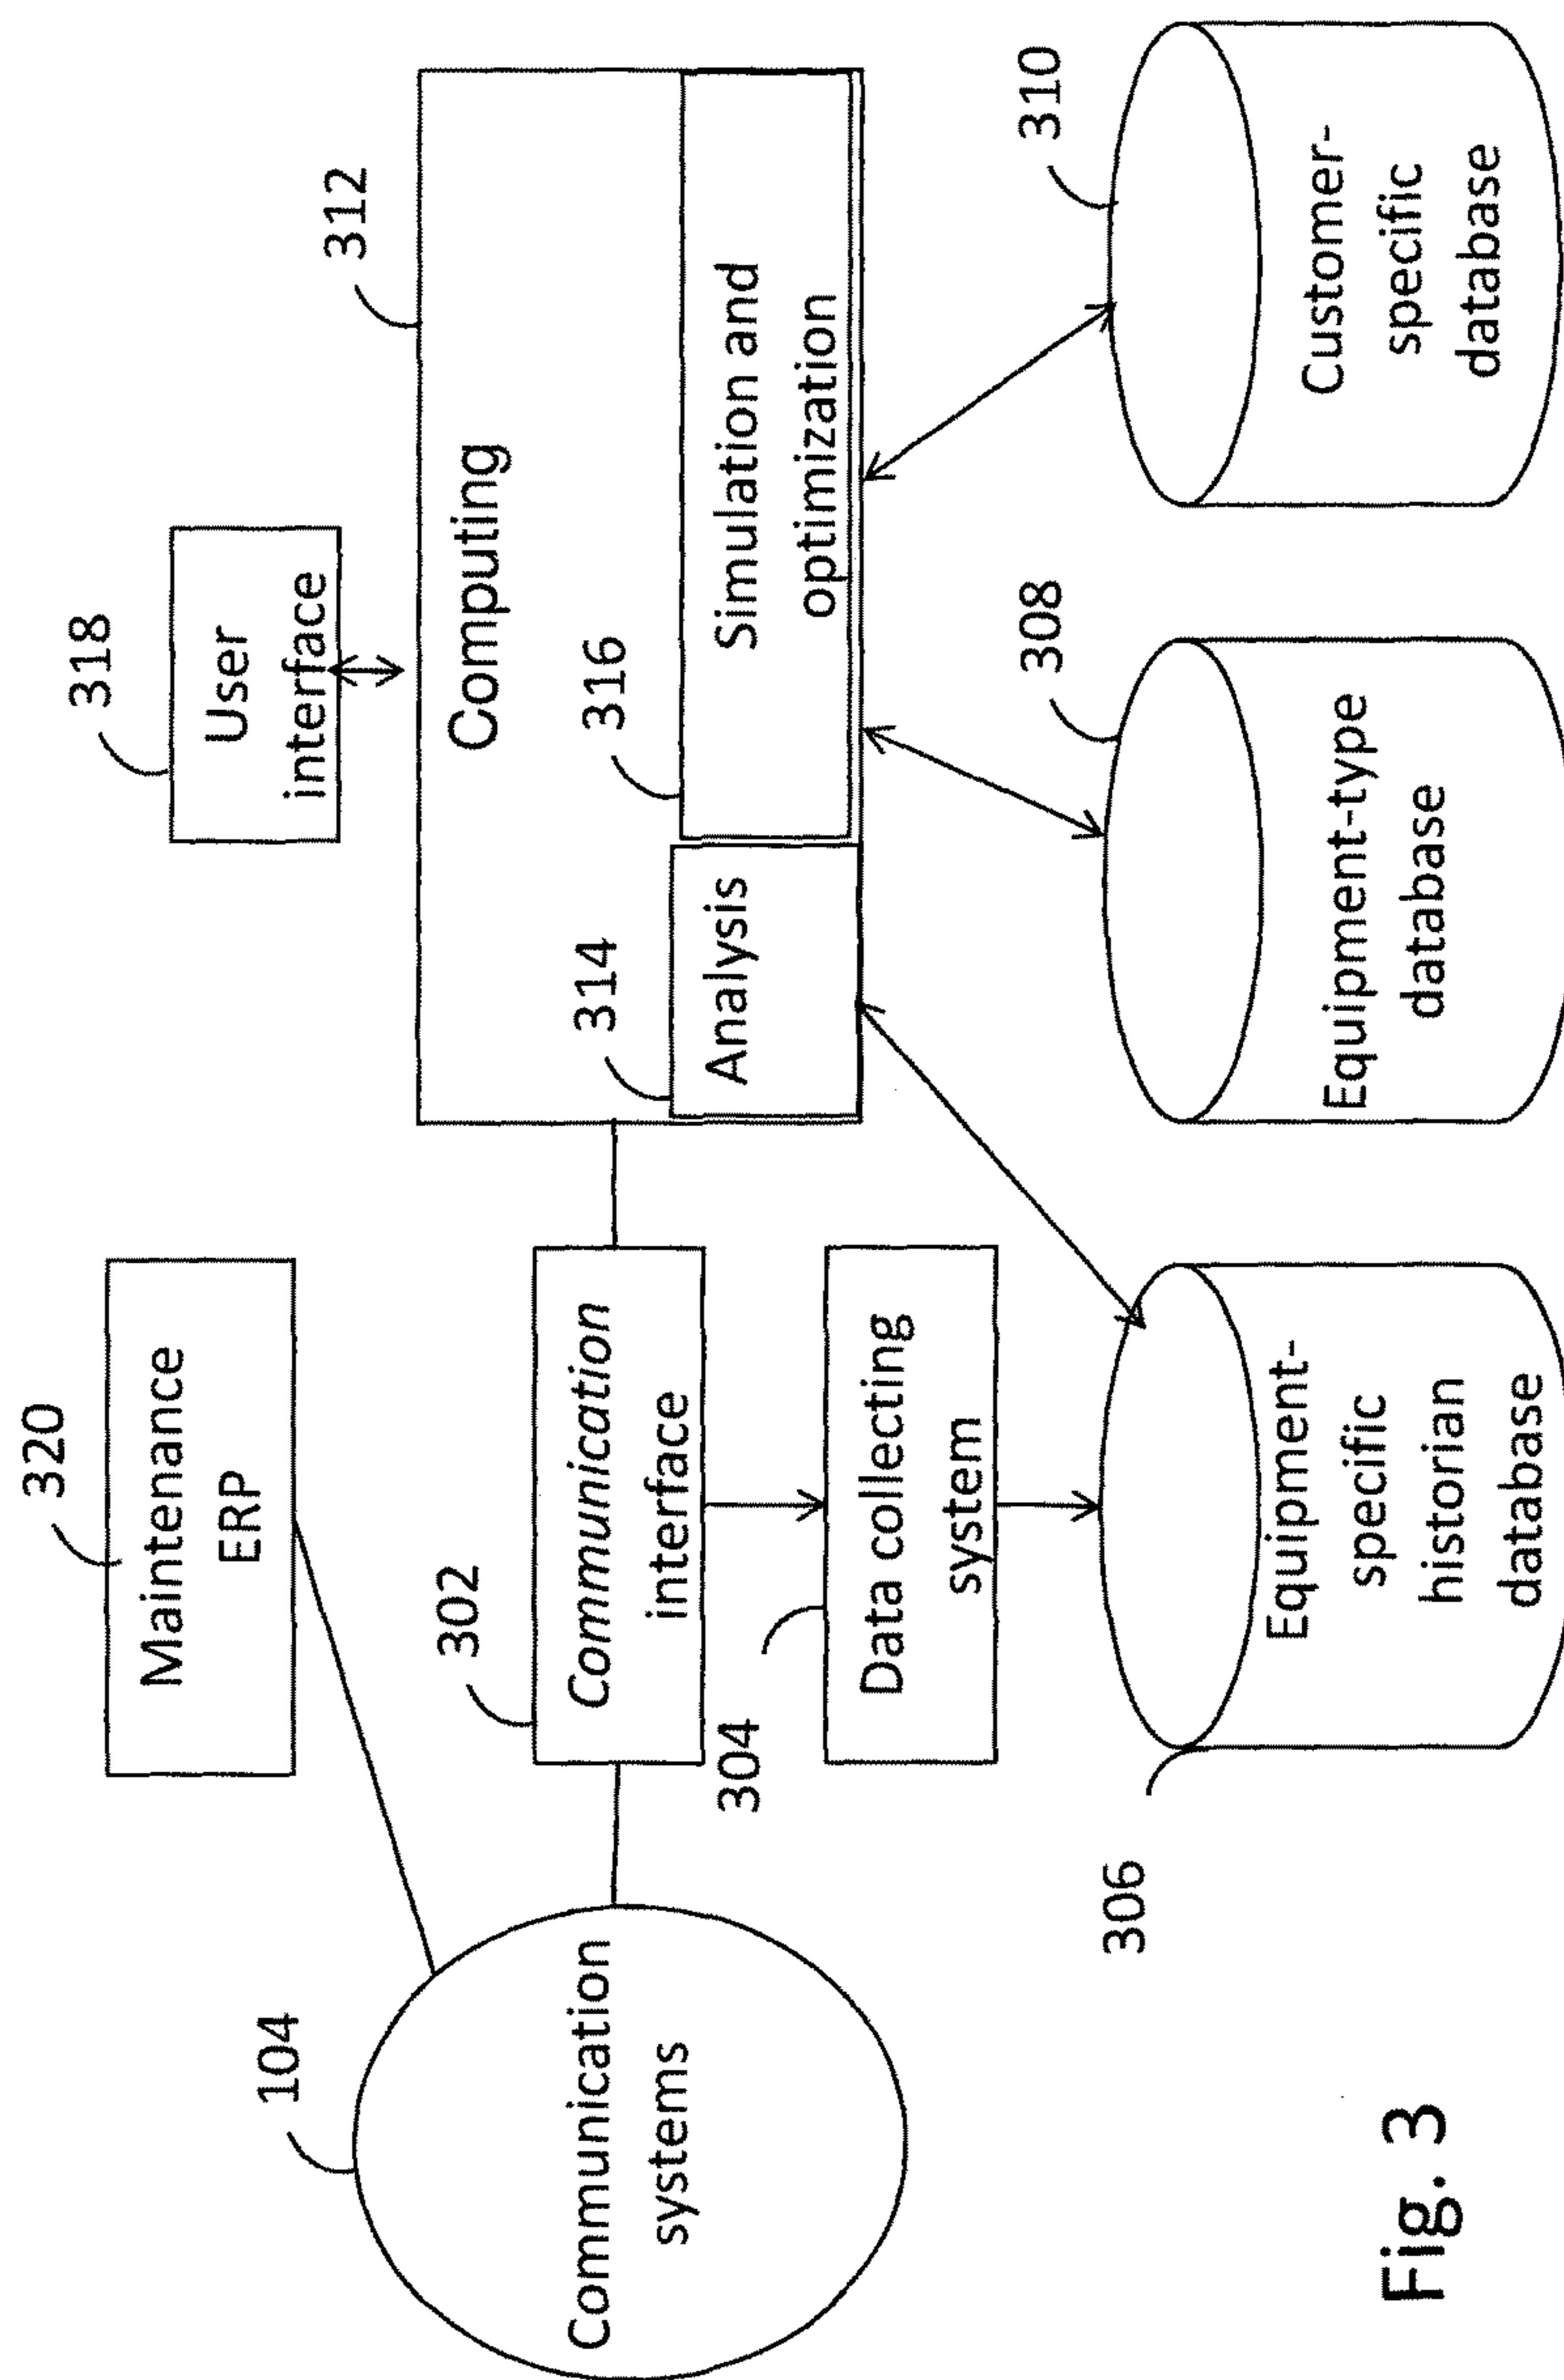 320
Maintenance
ERP
318
User
interface
312
Computing
104
Communication
systems
302
Communication
interface
314
Analysis
316
Simulation and
optimization
304
Data collecting
system
306
Equipment-
specific
historian
database
308
Equipment-type
database
310
Customer-
specific
database
Fig. 3